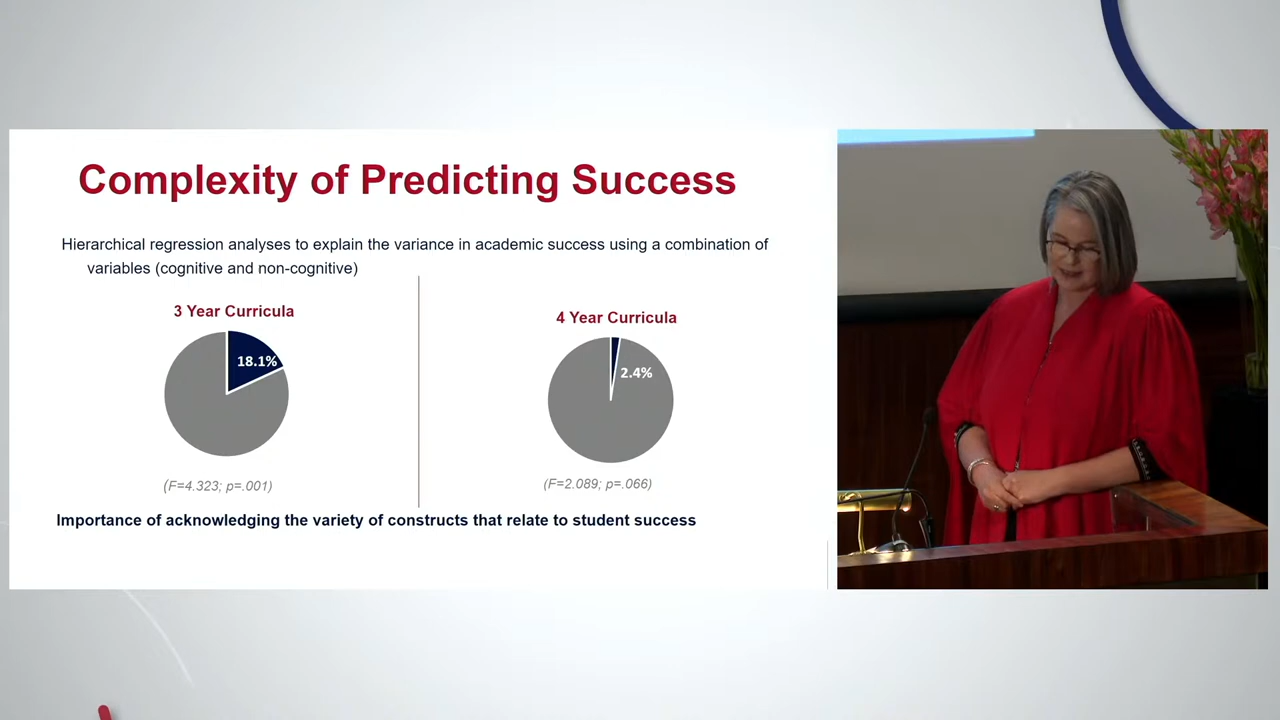 Complexity of Predicting Success
Hierarchical regression analyses to explain the variance in academic success using a combination of
variables (cognitive and non-cognitive)
3 Year Curricula
18.1%
(F=4.323; p=.001)
4 Year Curricula
2.4%
(F=2.089; p=.066)
Importance of acknowledging the variety of constructs that relate to student success